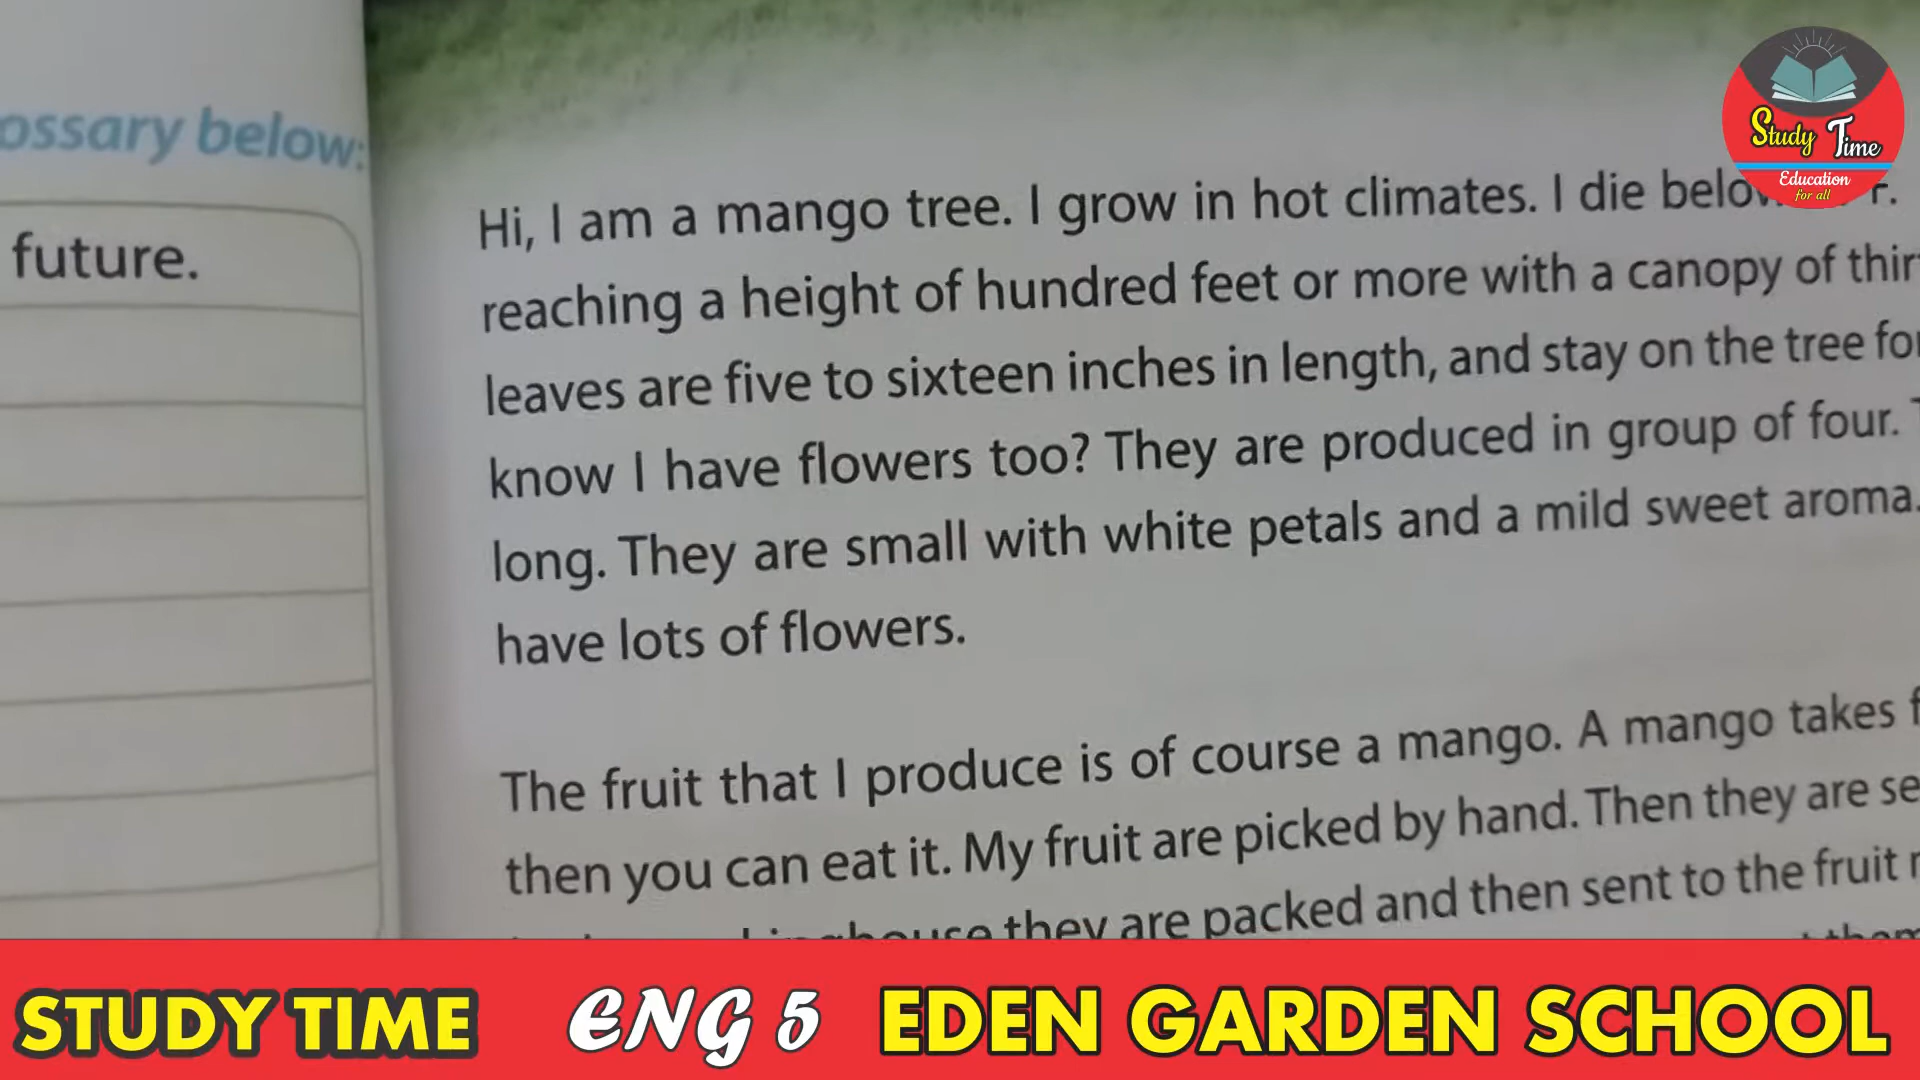 ossary below:
future.
Hi, I am a mango tree. I grow in hot climates. I die
reaching a height of hundred feet or more with a canopy of
leaves are five to sixteen inches in length, and stay on the tree
know I have flowers too? They are produced in group of four.
long. They are small with white petals and a mild sweet aroma.
have lots of flowers.
The fruit that I produce is of course a mango. A mango takes
then you can eat it. My fruit are picked by hand. Then they are
they are packed and then sent to the fruit
Study Time
Education
for all
STUDY TIME ENG 5 EDEN GARDEN SCHOOL